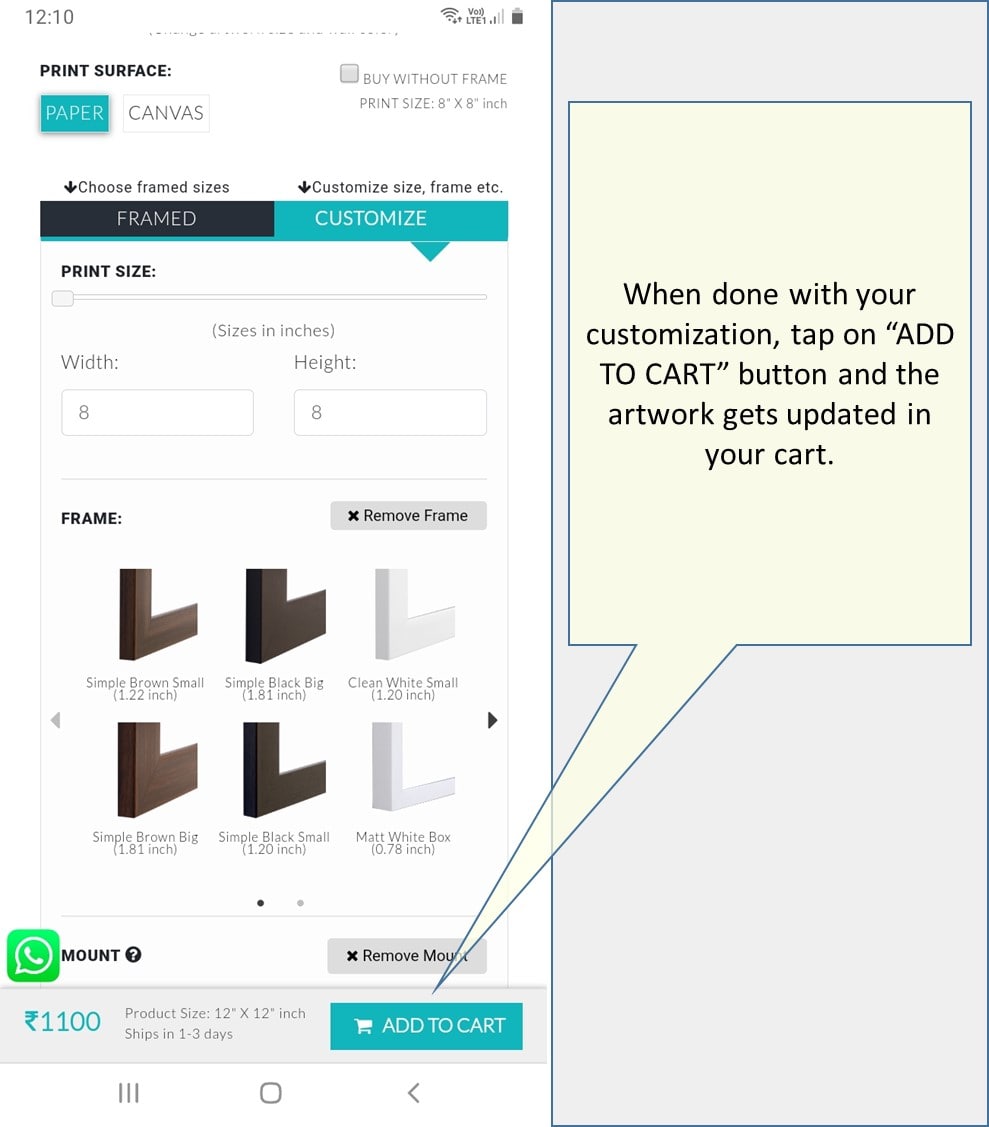 12:10
Vo))
LTE1
PRINT SURFACE:
BUY WITHOUT FRAME
PRINT SIZE: 8" X 8" inch
PAPER
CANVAS
Choose framed sizes
Customize size, frame etc.
FRAMED
CUSTOMIZE
PRINT SIZE:
(Sizes in inches)
Width:
Height:
8
8
FRAME:
Remove Frame
Simple Brown Small
(1.22 inch)
Simple Black Big
(1.81 inch)
Clean White Small
(1.20 inch)
Simple Brown Big
(1.81 inch)
Simple Black Small
(1.20 inch)
Matt White Box
(0.78 inch)
MOUNT
Remove Mount
₹1100
Product Size: 12" X 12" inch
Ships in 1-3 days
ADD TO CART
When done with your
customization, tap on “ADD
TO CART” button and the
artwork gets updated in
your cart.